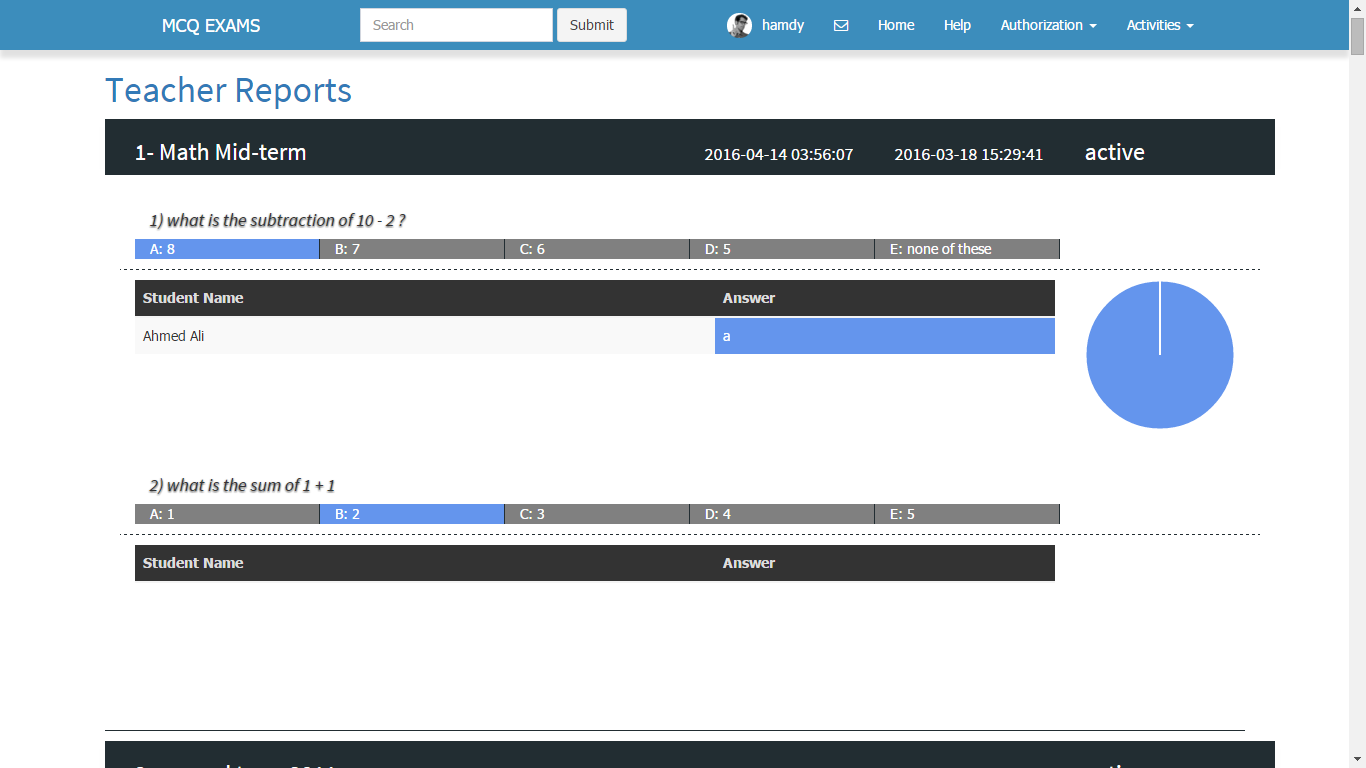 MCQ EXAMS Search Submit hamdy Home Help Authorization Activities
Teacher Reports
1- Math Mid-term 2016-04-14 03:56:07 2016-03-18 15:29:41 active
1) what is the subtraction of 10 - 2 ?
A: 8 B: 7 C: 6 D: 5 E: none of these
Student Name Answer
Ahmed Ali a
2) what is the sum of 1 + 1
A: 1 B: 2 C: 3 D: 4 E: 5
Student Name Answer